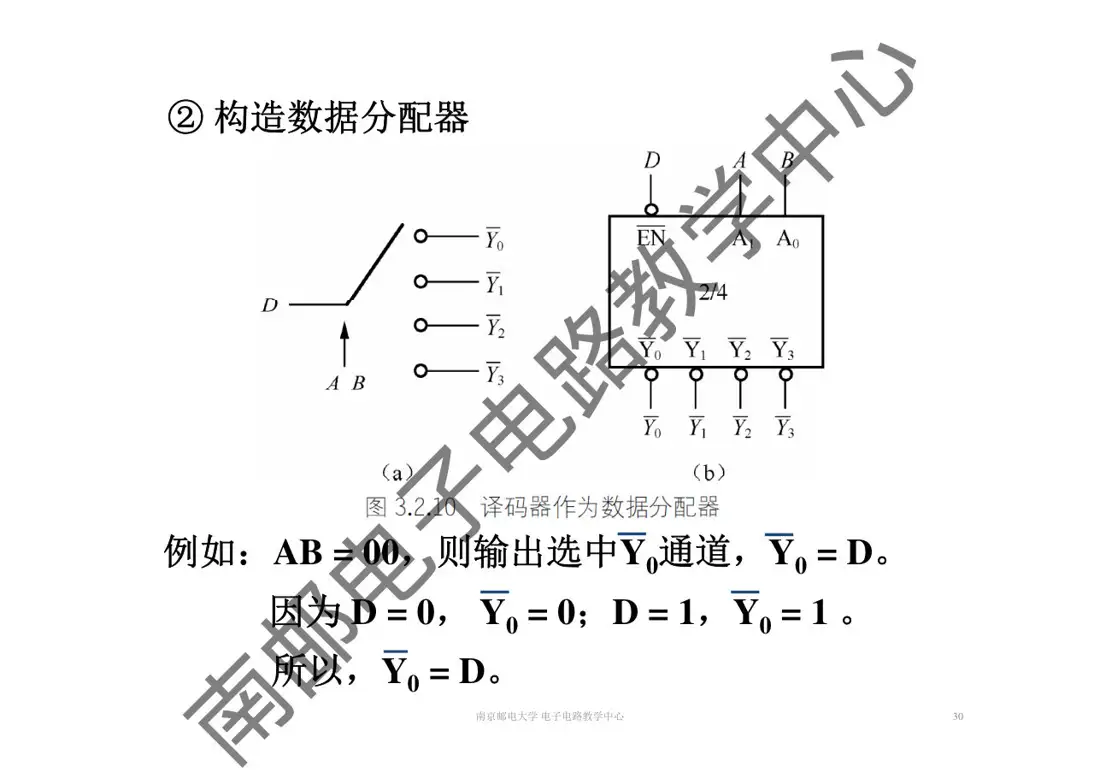 ② 构造数据分配器
D A B
EN̅ A₁ A₀
2/4
Y̅₀ Y̅₁ Y̅₂ Y̅₃
Y̅₀ Y̅₁ Y̅₂ Y̅₃
D
A B
Y̅₀
Y̅₁
Y̅₂
Y̅₃
(a) (b)
图 3.2.10 译码器作为数据分配器
例如：AB = 00，则输出选中Y̅₀通道，Y̅₀ = D。
因为 D = 0， Y̅₀ = 0；D = 1，Y̅₀ = 1 。
所以，Y̅₀ = D。
南京邮电大学 电子电路教学中心 30
南邮电子电路教学中心